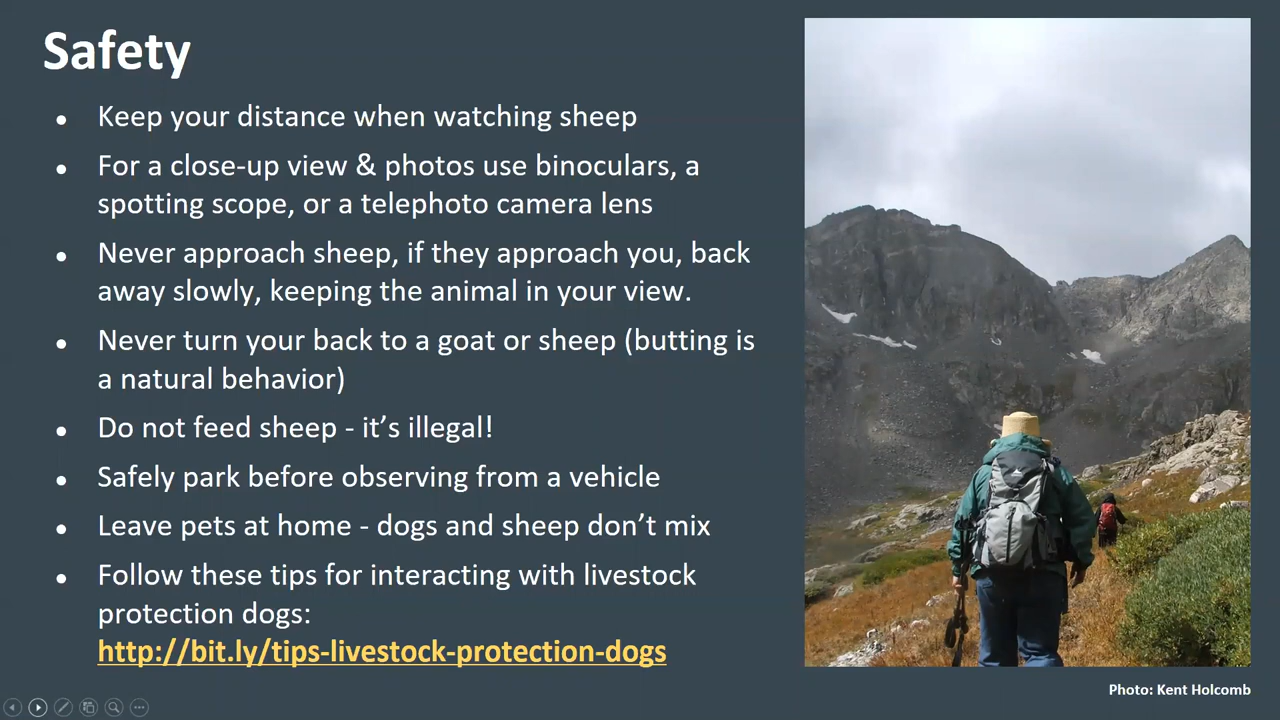 Safety
● Keep your distance when watching sheep
● For a close-up view & photos use binoculars, a
spotting scope, or a telephoto camera lens
● Never approach sheep, if they approach you, back
away slowly, keeping the animal in your view.
● Never turn your back to a goat or sheep (butting is
a natural behavior)
● Do not feed sheep - it’s illegal!
● Safely park before observing from a vehicle
● Leave pets at home - dogs and sheep don’t mix
● Follow these tips for interacting with livestock
protection dogs:
http://bit.ly/tips-livestock-protection-dogs
Photo: Kent Holcomb